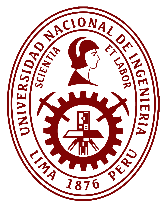 UNIVERSIDAD NACIONAL DE INGENIERIA
SCIENTIA ET LABOR
LIMA 1876 PERU